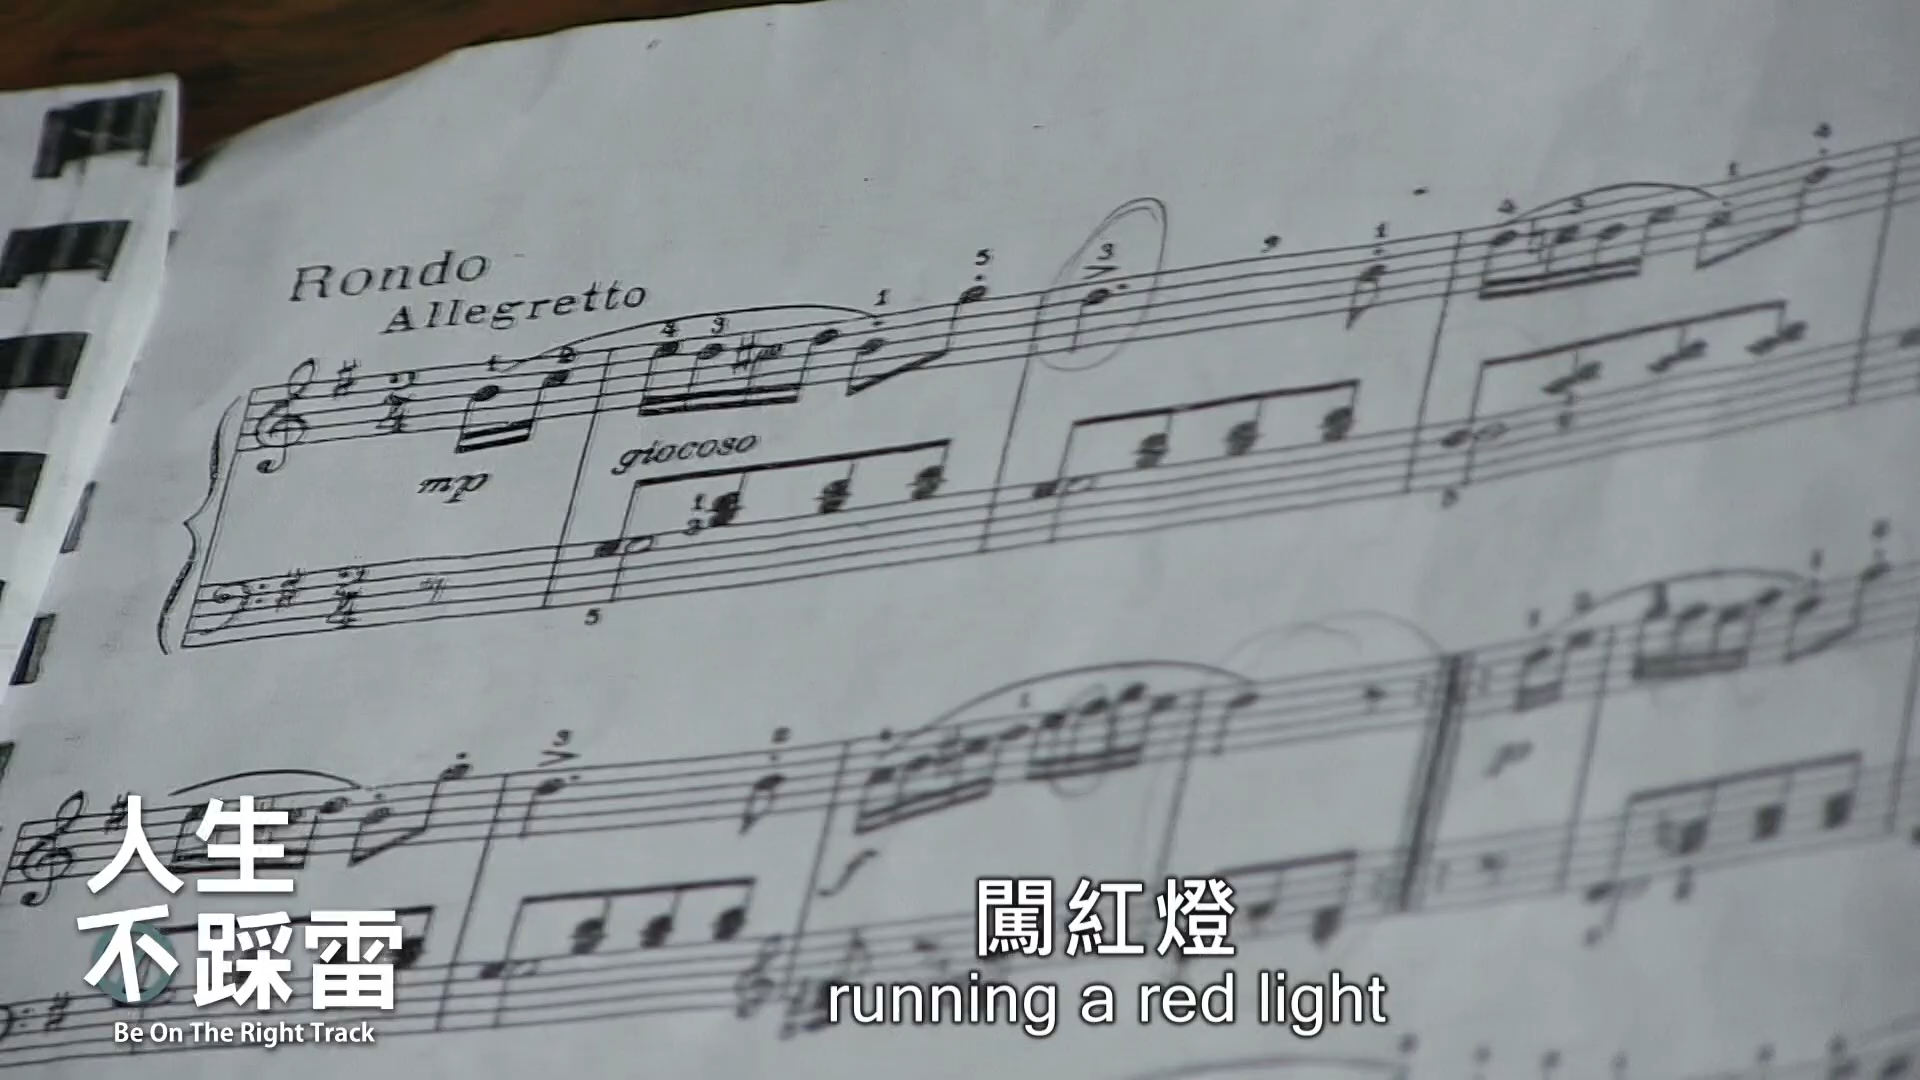 Rondo
Allegretto
mp
giocoso
f
p
人生
不踩雷
Be On The Right Track
闖紅燈
running a red light